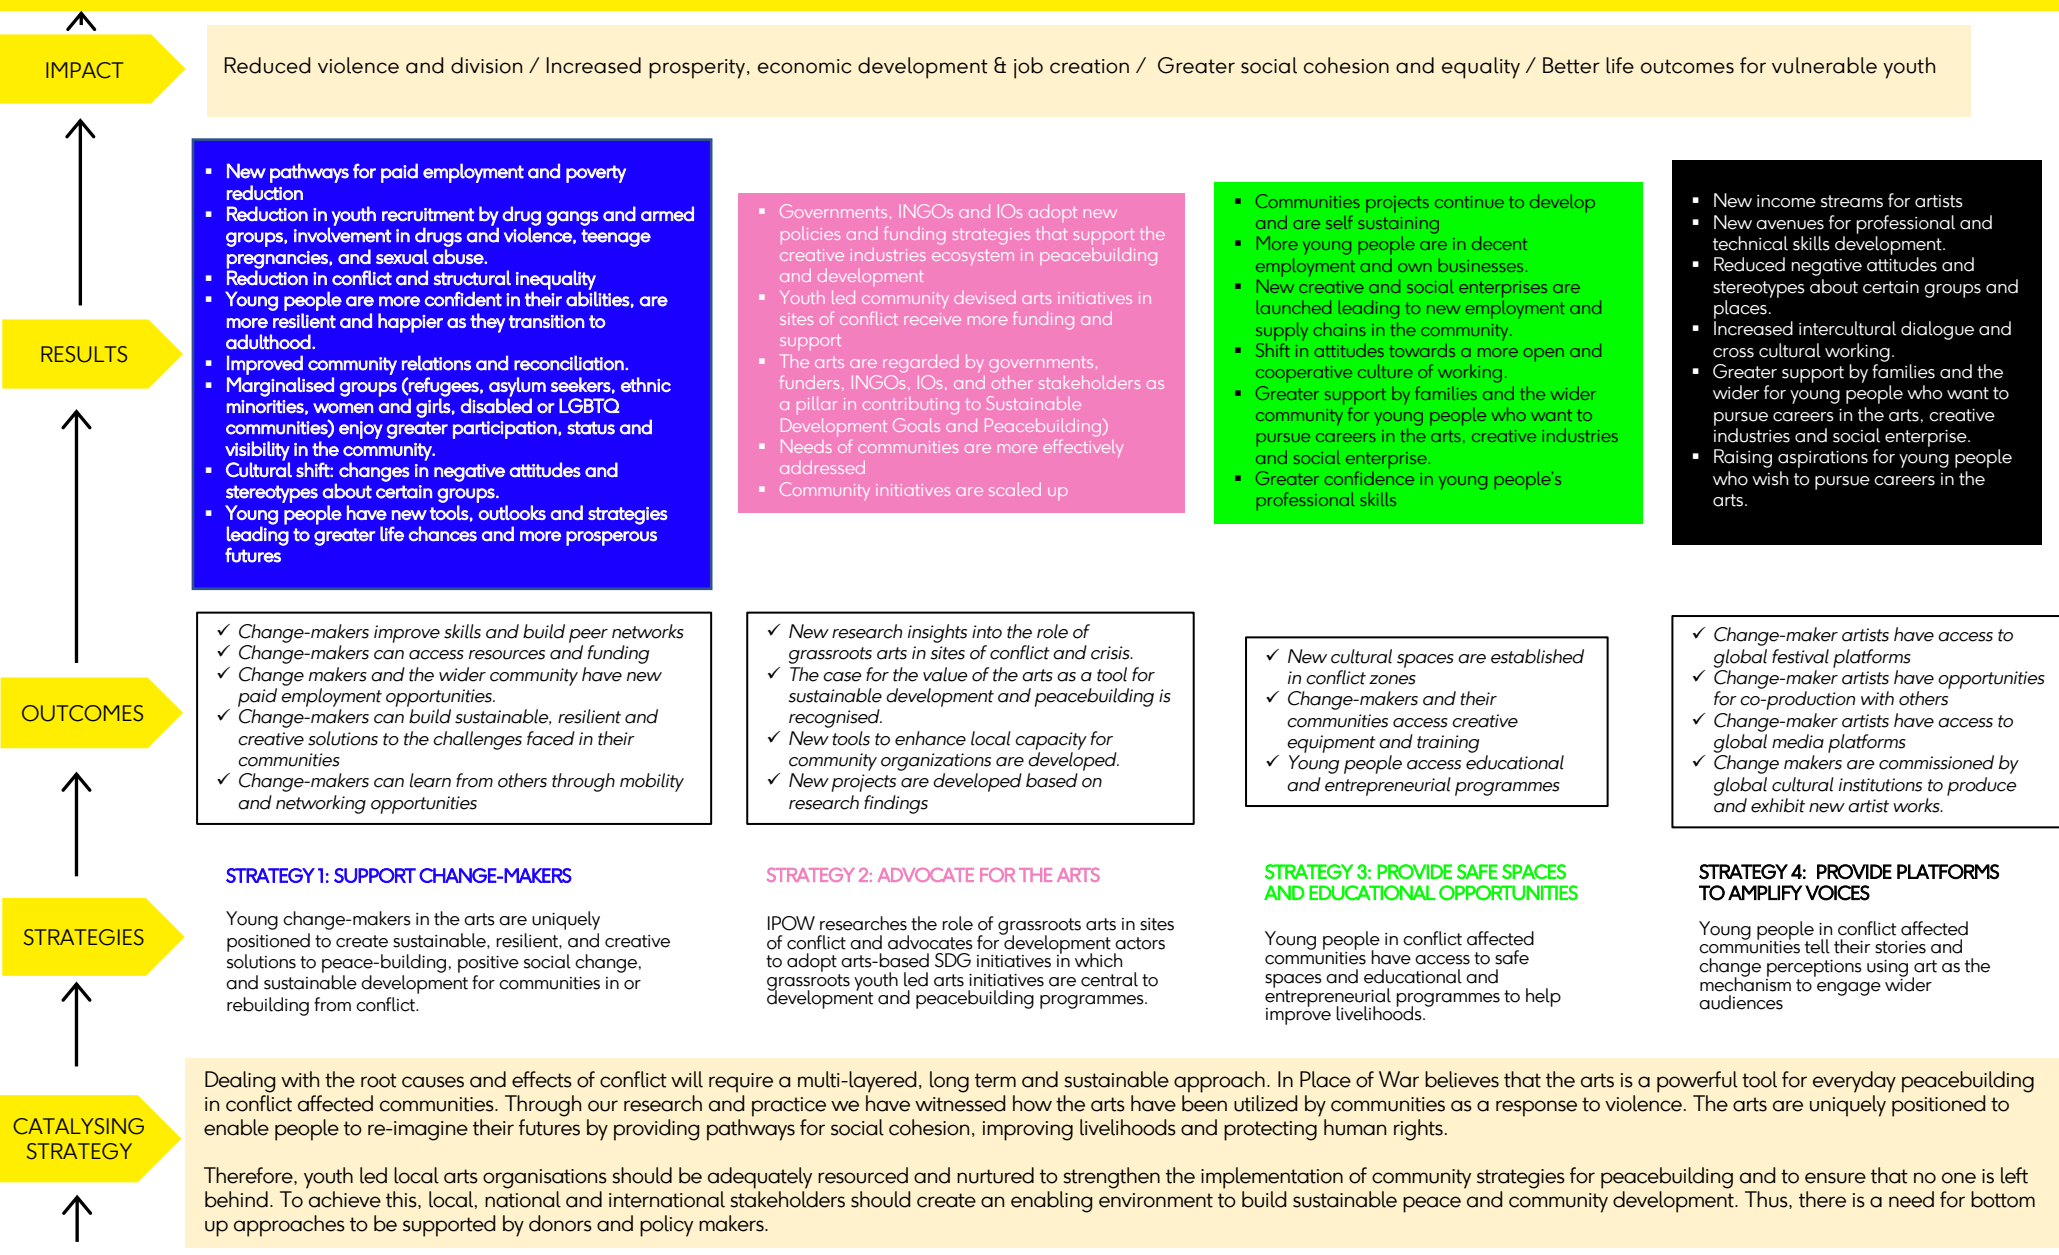 IMPACT
Reduced violence and division / Increased prosperity, economic development & job creation / Greater social cohesion and equality / Better life outcomes for vulnerable youth
RESULTS
▪ New pathways for paid employment and poverty
reduction
▪ Reduction in youth recruitment by drug gangs and armed
groups, involvement in drugs and violence, teenage
pregnancies, and sexual abuse.
▪ Reduction in conflict and structural inequality
▪ Young people are more confident in their abilities, are
more resilient and happier as they transition to
adulthood.
▪ Improved community relations and reconciliation.
▪ Marginalised groups (refugees, asylum seekers, ethnic
minorities, women and girls, disabled or LGBTQ
communities) enjoy greater participation, status and
visibility in the community.
▪ Cultural shift: changes in negative attitudes and
stereotypes about certain groups.
▪ Young people have new tools, outlooks and strategies
leading to greater life chances and more prosperous
futures
▪ Governments, INGOs and IOs adopt new
policies and funding strategies that support the
creative industries ecosystem in peacebuilding
and development
▪ Youth led community devised arts initiatives in
sites of conflict receive more funding and
support
▪ The arts are regarded by governments,
funders, INGOs, IOs, and other stakeholders as
a pillar in contributing to Sustainable
Development Goals and Peacebuilding)
▪ Needs of communities are more effectively
addressed
▪ Community initiatives are scaled up
▪ Communities projects continue to develop
and are self sustaining
▪ More young people are in decent
employment and own businesses.
▪ New creative and social enterprises are
launched leading to new employment and
supply chains in the community.
▪ Shift in attitudes towards a more open and
cooperative culture of working.
▪ Greater support by families and the wider
community for young people who want to
pursue careers in the arts, creative industries
and social enterprise.
▪ Greater confidence in young people's
professional skills
▪ New income streams for artists
▪ New avenues for professional and
technical skills development.
▪ Reduced negative attitudes and
stereotypes about certain groups and
places.
▪ Increased intercultural dialogue and
cross cultural working.
▪ Greater support by families and the
wider for young people who want to
pursue careers in the arts, creative
industries and social enterprise.
▪ Raising aspirations for young people
who wish to pursue careers in the
arts.
OUTCOMES
✓ Change-makers improve skills and build peer networks
✓ Change-makers can access resources and funding
✓ Change makers and the wider community have new
paid employment opportunities.
✓ Change-makers can build sustainable, resilient and
creative solutions to the challenges faced in their
communities
✓ Change-makers can learn from others through mobility
and networking opportunities
✓ New research insights into the role of
grassroots arts in sites of conflict and crisis.
✓ The case for the value of the arts as a tool for
sustainable development and peacebuilding is
recognised.
✓ New tools to enhance local capacity for
community organizations are developed.
✓ New projects are developed based on
research findings
✓ New cultural spaces are established
in conflict zones
✓ Change-makers and their
communities access creative
equipment and training
✓ Young people access educational
and entrepreneurial programmes
✓ Change-maker artists have access to
global festival platforms
✓ Change-maker artists have opportunities
for co-production with others
✓ Change-maker artists have access to
global media platforms
✓ Change makers are commissioned by
global cultural institutions to produce
and exhibit new artist works.
STRATEGIES
STRATEGY 1: SUPPORT CHANGE-MAKERS
Young change-makers in the arts are uniquely
positioned to create sustainable, resilient, and creative
solutions to peace-building, positive social change,
and sustainable development for communities in or
rebuilding from conflict.
STRATEGY 2: ADVOCATE FOR THE ARTS
IPOW researches the role of grassroots arts in sites
of conflict and advocates for development actors
to adopt arts-based SDG initiatives in which
grassroots youth led arts initiatives are central to
development and peacebuilding programmes.
STRATEGY 3: PROVIDE SAFE SPACES
AND EDUCATIONAL OPPORTUNITIES
Young people in conflict affected
communities have access to safe
spaces and educational and
entrepreneurial programmes to help
improve livelihoods.
STRATEGY 4: PROVIDE PLATFORMS
TO AMPLIFY VOICES
Young people in conflict affected
communities tell their stories and
change perceptions using art as the
mechanism to engage wider
audiences
CATALYSING
STRATEGY
Dealing with the root causes and effects of conflict will require a multi-layered, long term and sustainable approach. In Place of War believes that the arts is a powerful tool for everyday peacebuilding
in conflict affected communities. Through our research and practice we have witnessed how the arts have been utilized by communities as a response to violence. The arts are uniquely positioned to
enable people to re-imagine their futures by providing pathways for social cohesion, improving livelihoods and protecting human rights.
Therefore, youth led local arts organisations should be adequately resourced and nurtured to strengthen the implementation of community strategies for peacebuilding and to ensure that no one is left
behind. To achieve this, local, national and international stakeholders should create an enabling environment to build sustainable peace and community development. Thus, there is a need for bottom
up approaches to be supported by donors and policy makers.